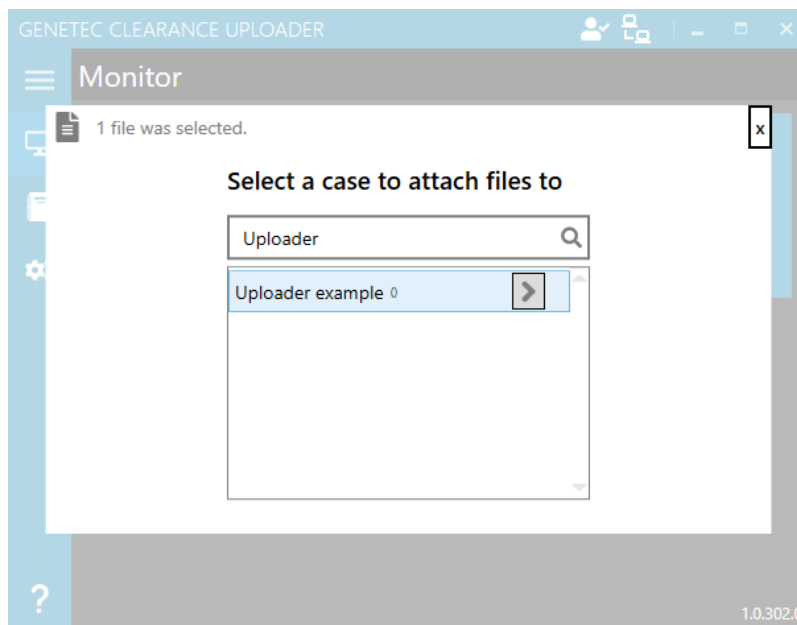 GENETEC CLEARANCE UPLOADER
Monitor
1 file was selected.
x
Select a case to attach files to
Uploader
Uploader example 0
?
1.0.302.0